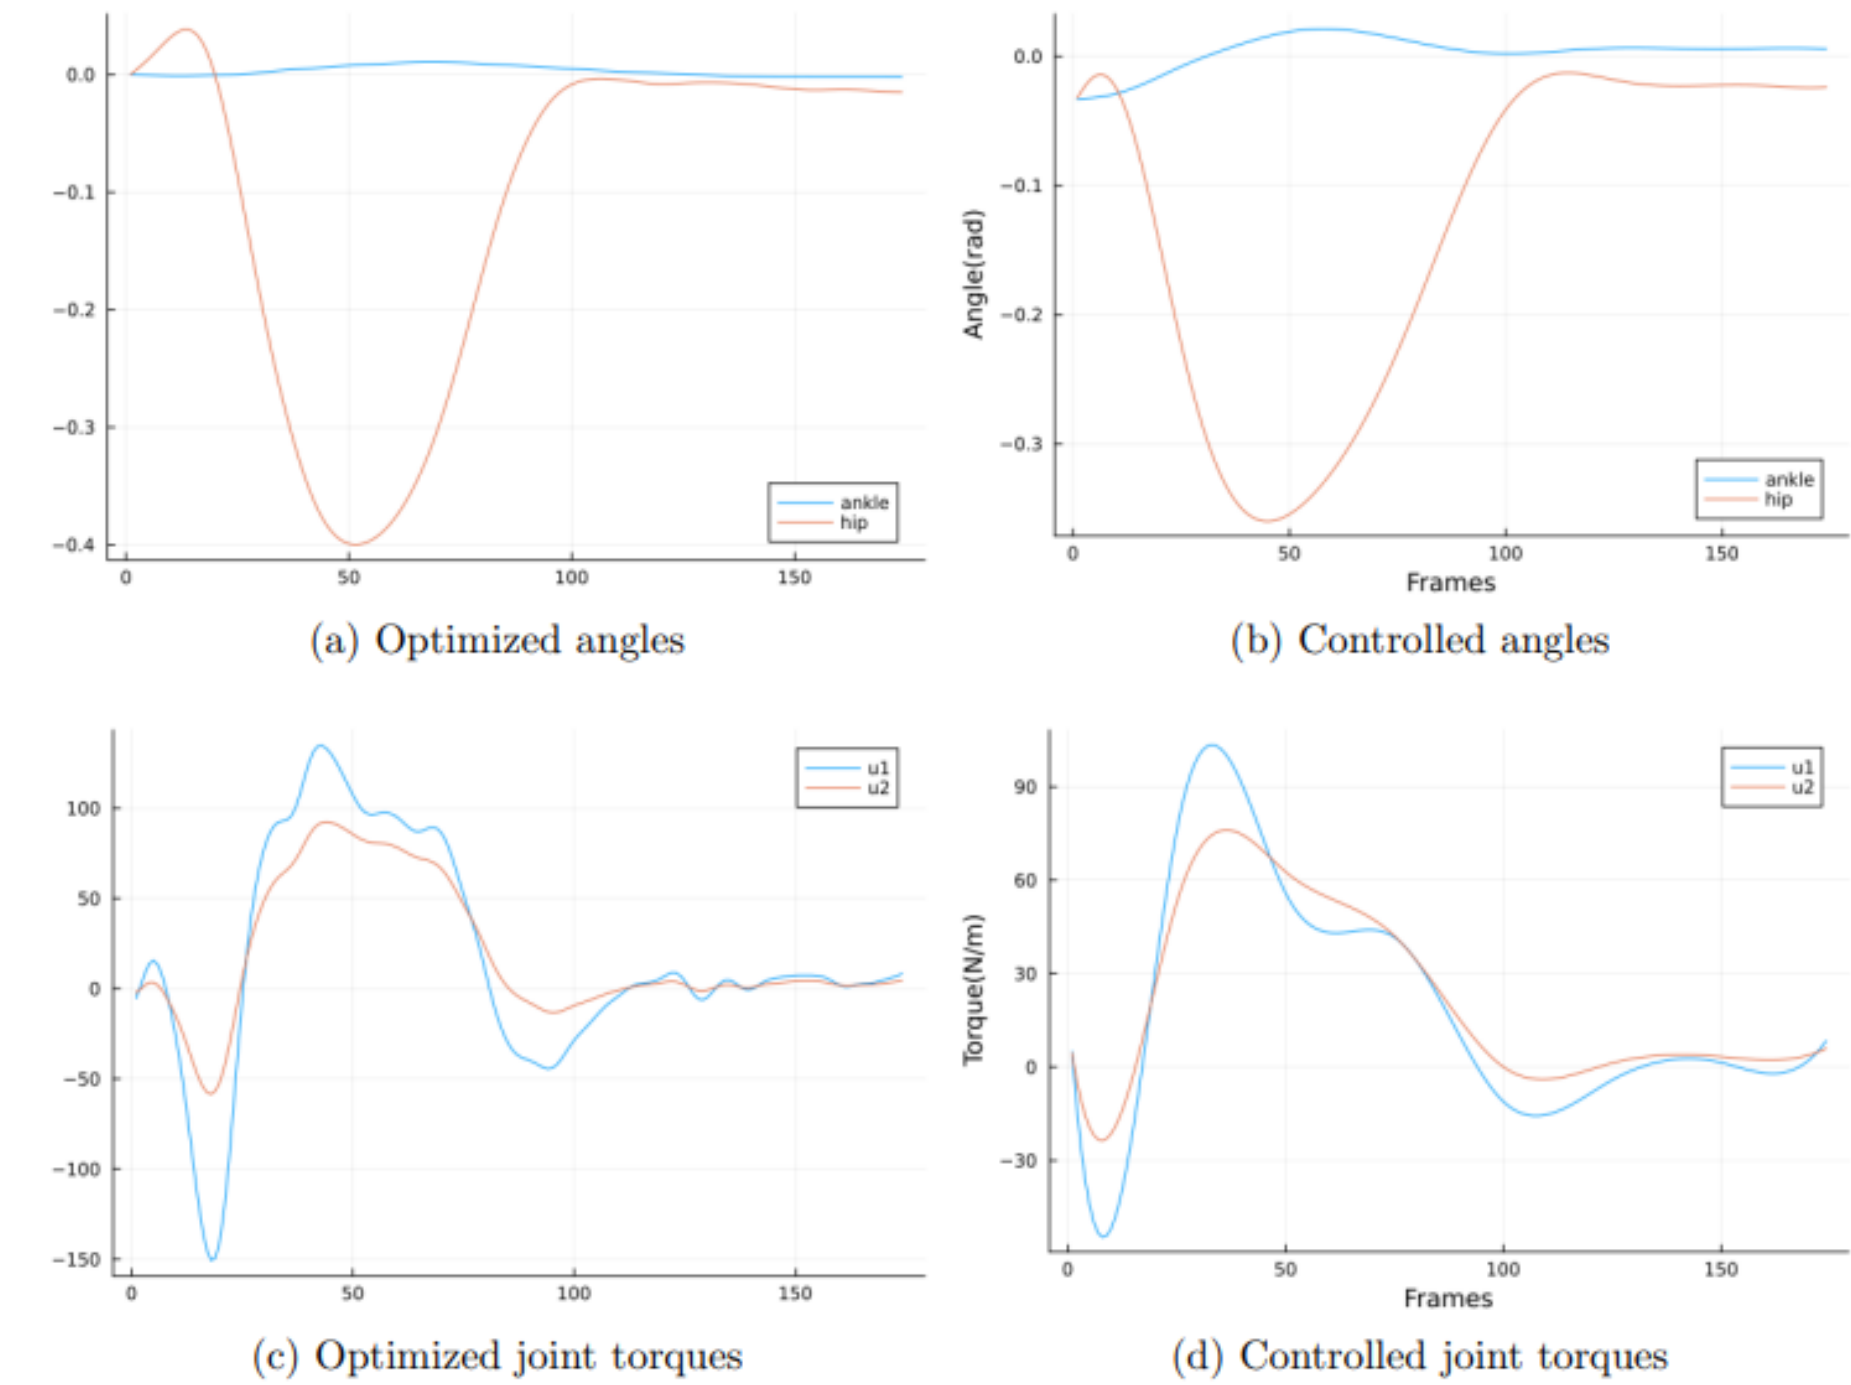 0.0
−0.1
−0.2
−0.3
−0.4
0 50 100 150
ankle
hip
(a) Optimized angles
Angle(rad)
0.0
−0.1
−0.2
−0.3
0 50 100 150
Frames
ankle
hip
(b) Controlled angles
100
50
0
−50
−100
−150
0 50 100 150
u1
u2
(c) Optimized joint torques
Torque(N/m)
90
60
30
0
−30
0 50 100 150
Frames
u1
u2
(d) Controlled joint torques